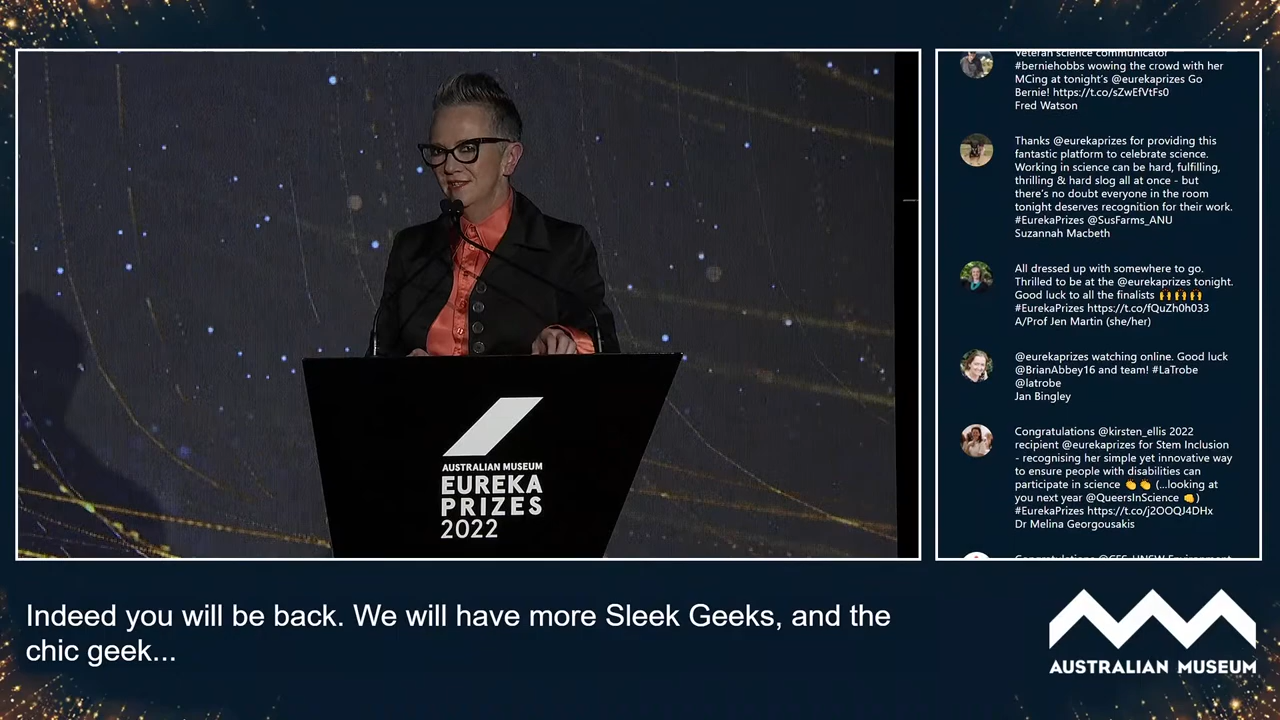 AUSTRALIAN MUSEUM
EUREKA
PRIZES
2022
veteran science communicator
#berniehobbs wowing the crowd with her
MCing at tonight's @eurekaprizes Go
Bernie! https://t.co/sZwEfVtFs0
Fred Watson
Thanks @eurekaprizes for providing this
fantastic platform to celebrate science.
Working in science can be hard, fulfilling,
thrilling & hard slog all at once - but
there's no doubt everyone in the room
tonight deserves recognition for their work.
#EurekaPrizes @SusFarms_ANU
Suzannah Macbeth
All dressed up with somewhere to go.
Thrilled to be at the @eurekaprizes tonight.
Good luck to all the finalists 🙌🙌🙌
#EurekaPrizes https://t.co/fQuZh0h033
A/Prof Jen Martin (she/her)
@eurekaprizes watching online. Good luck
@BrianAbbey16 and team! #LaTrobe
@latrobe
Jan Bingley
Congratulations @kirsten_ellis 2022
recipient @eurekaprizes for Stem Inclusion
- recognising her simple yet innovative way
to ensure people with disabilities can
participate in science 👏 👏 (...looking at
you next year @QueersInScience 👊)
#EurekaPrizes https://t.co/j2OOQJ4DHx
Dr Melina Georgousakis
Indeed you will be back. We will have more Sleek Geeks, and the
chic geek...
AUSTRALIAN MUSEUM